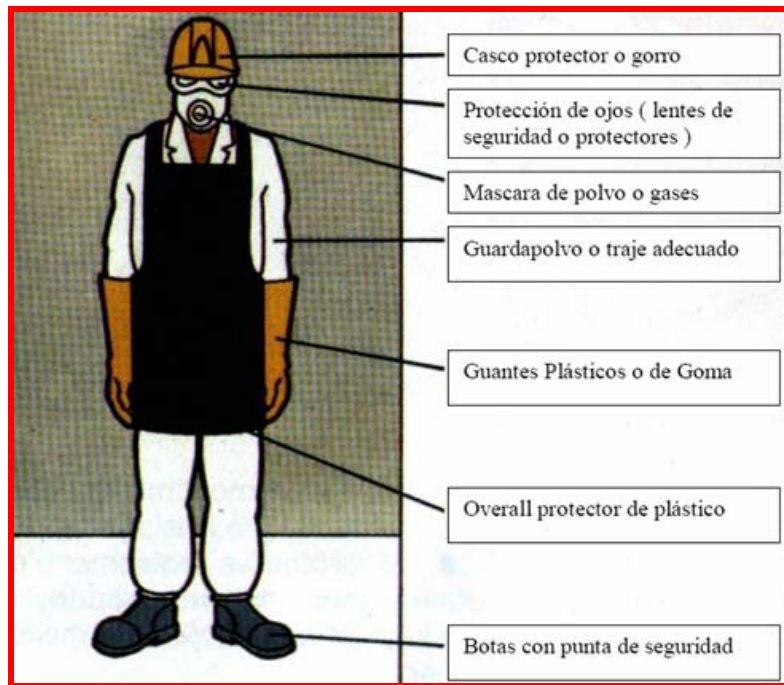 Casco protector o gorro
Protección de ojos ( lentes de
seguridad o protectores )
Mascara de polvo o gases
Guardapolvo o traje adecuado
Guantes Plásticos o de Goma
Overall protector de plástico
Botas con punta de seguridad